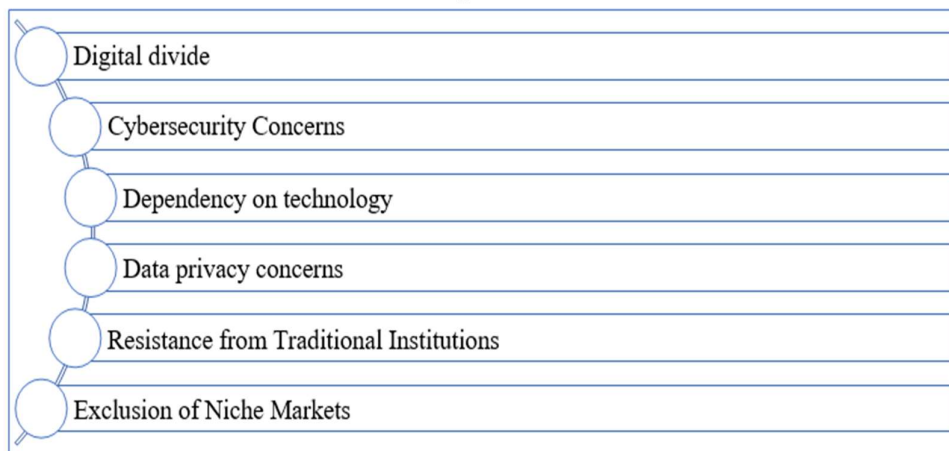 Digital divide
Cybersecurity Concerns
Dependency on technology
Data privacy concerns
Resistance from Traditional Institutions
Exclusion of Niche Markets